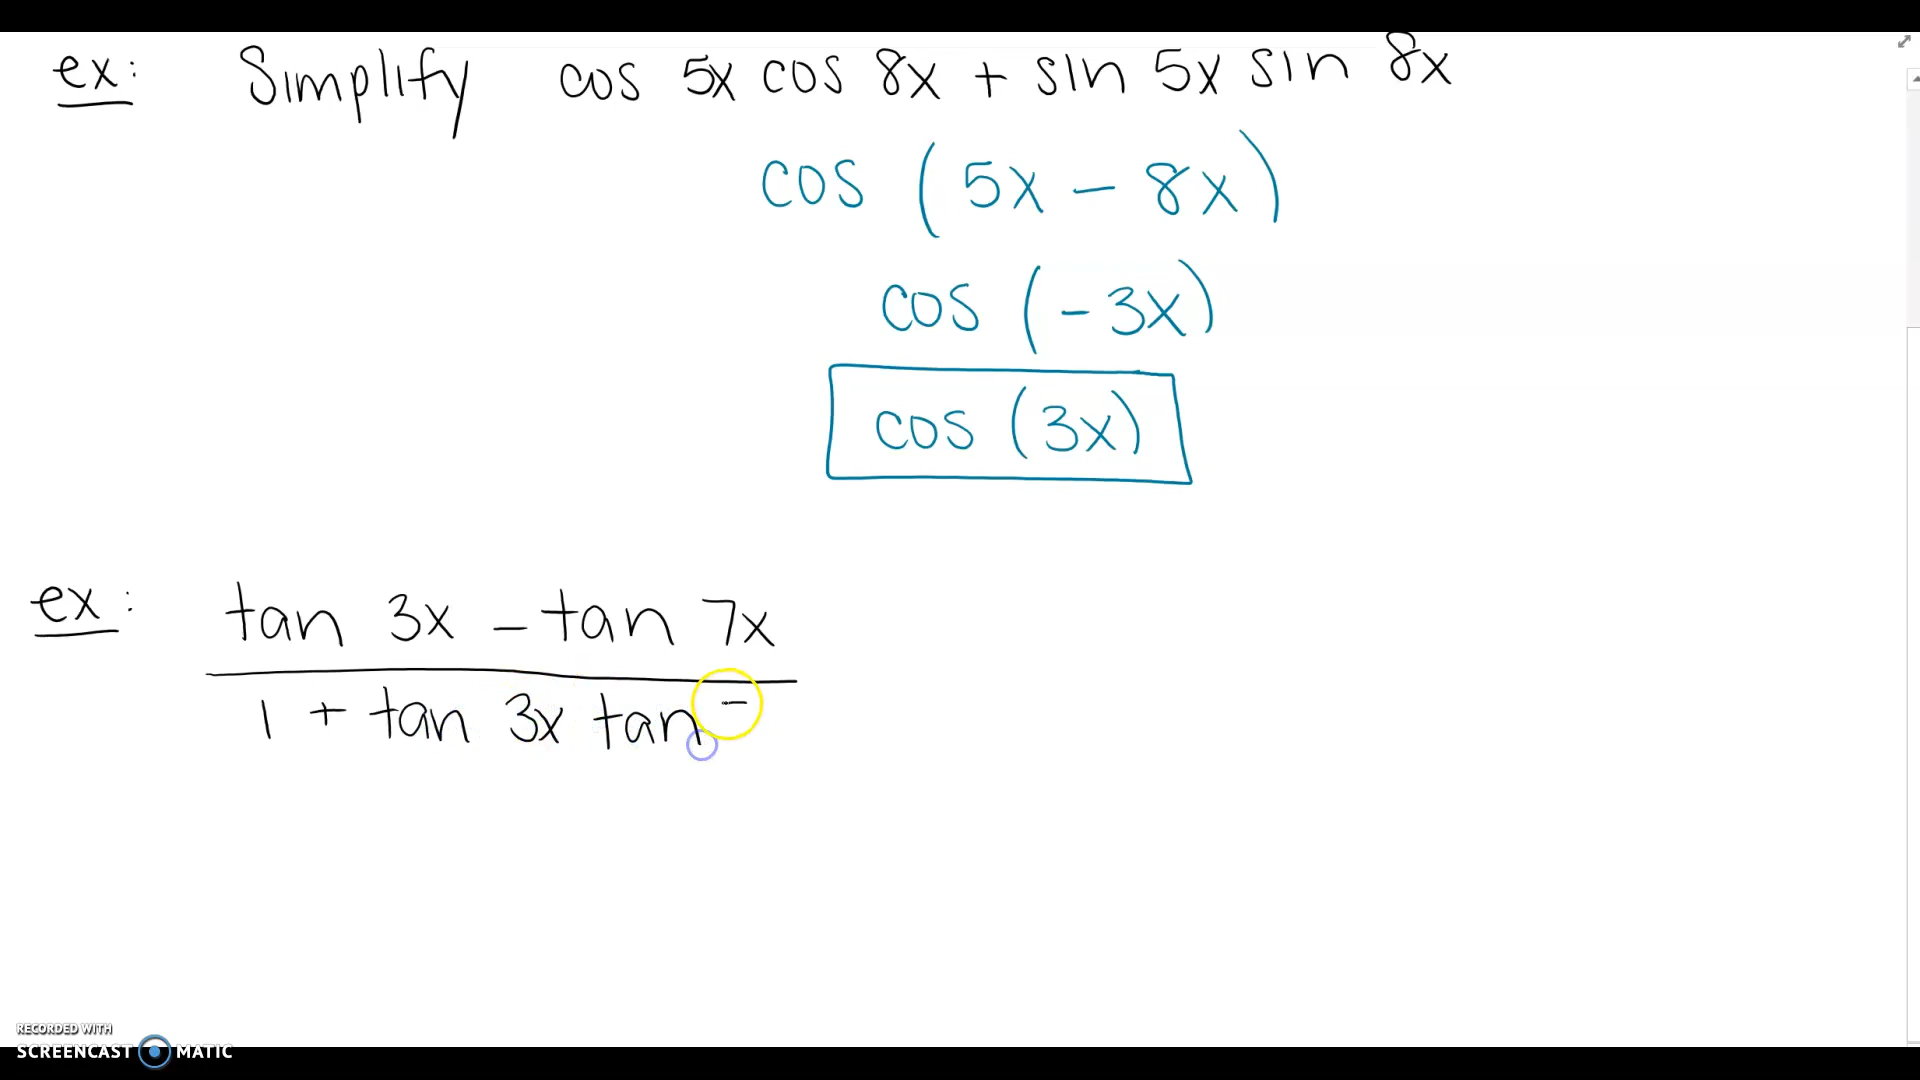 ex: Simplify cos 5x cos 8x + sin 5x sin 8x
cos (5x - 8x)
cos (-3x)
cos (3x)
ex: tan 3x - tan 7x
1 + tan 3x tan
RECORDED WITH
SCREENCAST MATIC